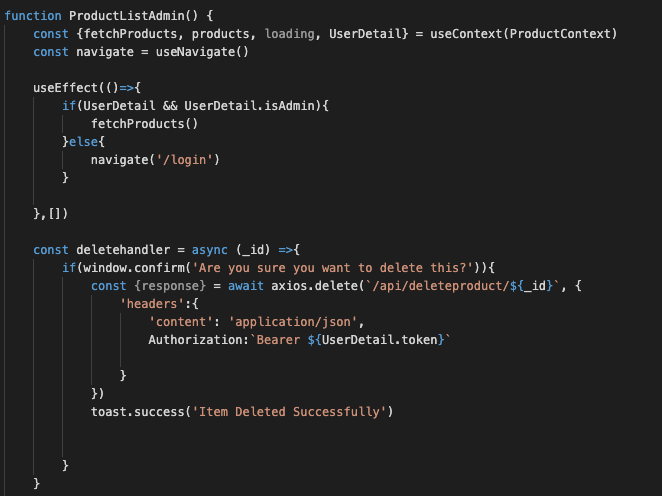 function ProductListAdmin() {
    const {fetchProducts, products, loading, UserDetail} = useContext(ProductContext)
    const navigate = useNavigate()

    useEffect(()=>{
        if(UserDetail && UserDetail.isAdmin){
            fetchProducts()
        }else{
            navigate('/login')
        }

    },[])

    const deletehandler = async (_id) =>{
        if(window.confirm('Are you sure you want to delete this?')){
            const {response} = await axios.delete(`/api/deleteproduct/${_id}`, {
                'headers':{
                    'content': 'application/json',
                    Authorization:`Bearer ${UserDetail.token}`

                }
            })
            toast.success('Item Deleted Successfully')


        }
    }